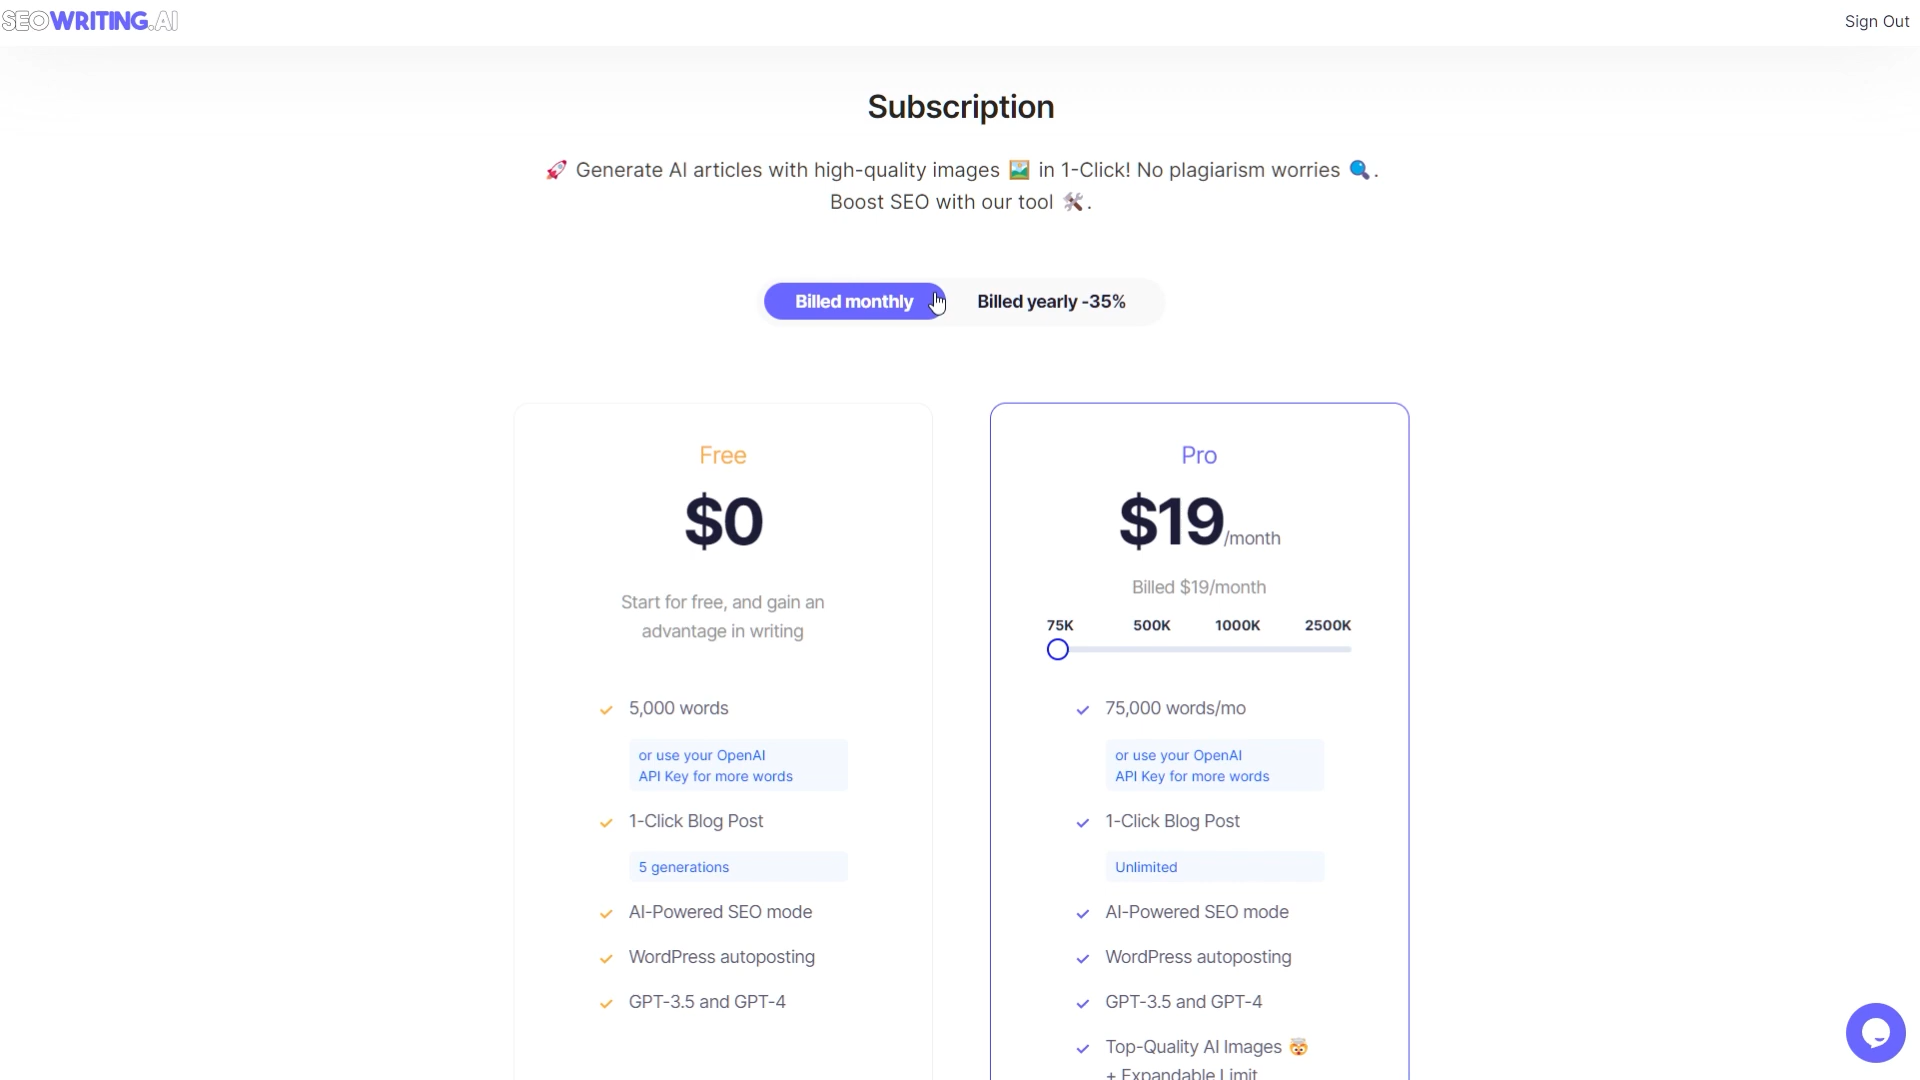 SEOWRITING.AI
Sign Out
Subscription
🚀 Generate AI articles with high-quality images 🖼️ in 1-Click! No plagiarism worries 🔍.
Boost SEO with our tool 🛠️.
Billed monthly
Billed yearly -35%
Free
$0
Start for free, and gain an
advantage in writing
5,000 words
or use your OpenAI
API Key for more words
1-Click Blog Post
5 generations
AI-Powered SEO mode
WordPress autoposting
GPT-3.5 and GPT-4
Pro
$19/month
Billed $19/month
75K 500K 1000K 2500K
75,000 words/mo
or use your OpenAI
API Key for more words
1-Click Blog Post
Unlimited
AI-Powered SEO mode
WordPress autoposting
GPT-3.5 and GPT-4
Top-Quality AI Images 🤯
+ Expandable Limit